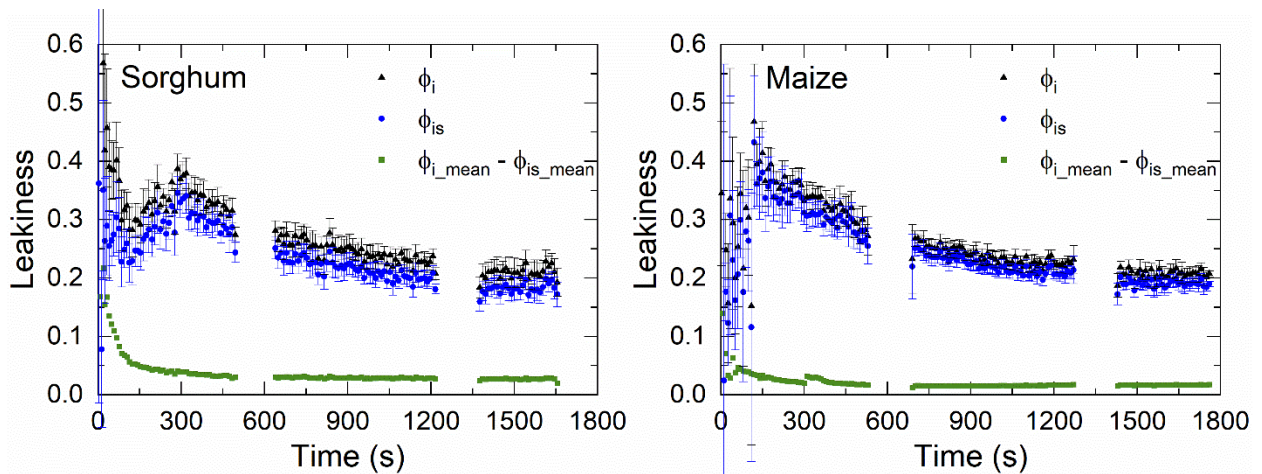 Sorghum
ϕi
ϕis
ϕi_mean - ϕis_mean
Leakiness
0.6
0.5
0.4
0.3
0.2
0.1
0.0
0 300 600 900 1200 1500 1800
Time (s)
Maize
ϕi
ϕis
ϕi_mean - ϕis_mean
Leakiness
0.6
0.5
0.4
0.3
0.2
0.1
0.0
0 300 600 900 1200 1500 1800
Time (s)